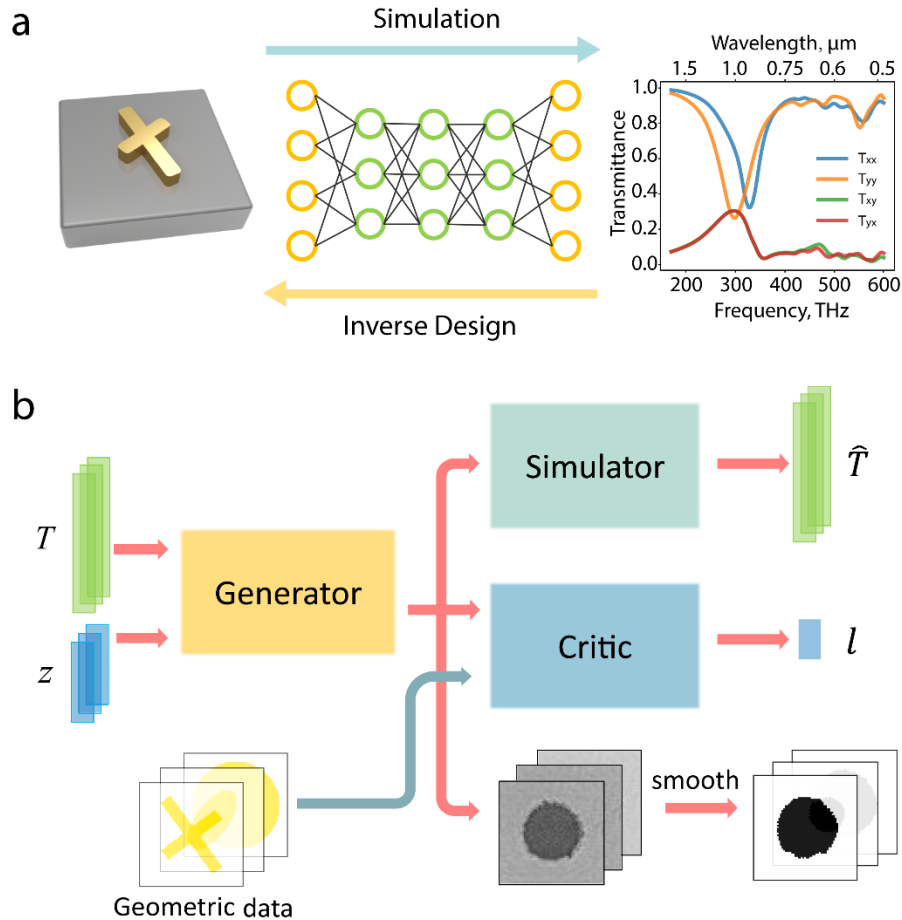 a
Simulation
Wavelength, μm
1.5 1.0 0.75 0.6 0.5
1.0
0.8
0.6
0.4
0.2
0.0
Transmittance
Txx
Tyy
Txy
Tyx
200 300 400 500 600
Frequency, THz
Inverse Design
b
T
z
Generator
Simulator
T̂
Critic
l
smooth
Geometric data